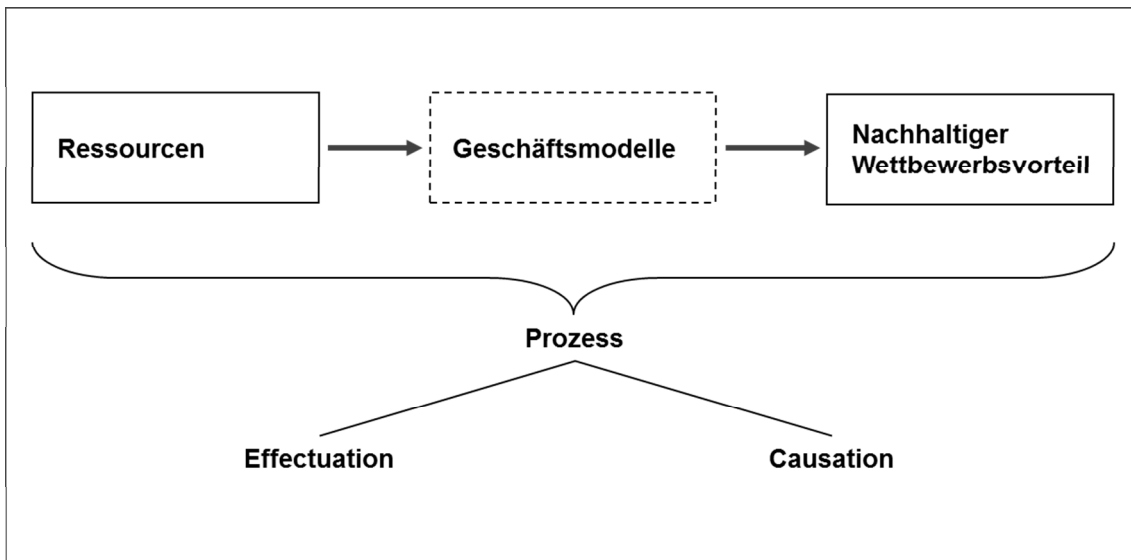 Ressourcen
Geschäftsmodelle
Nachhaltiger
Wettbewerbsvorteil
Prozess
Effectuation
Causation